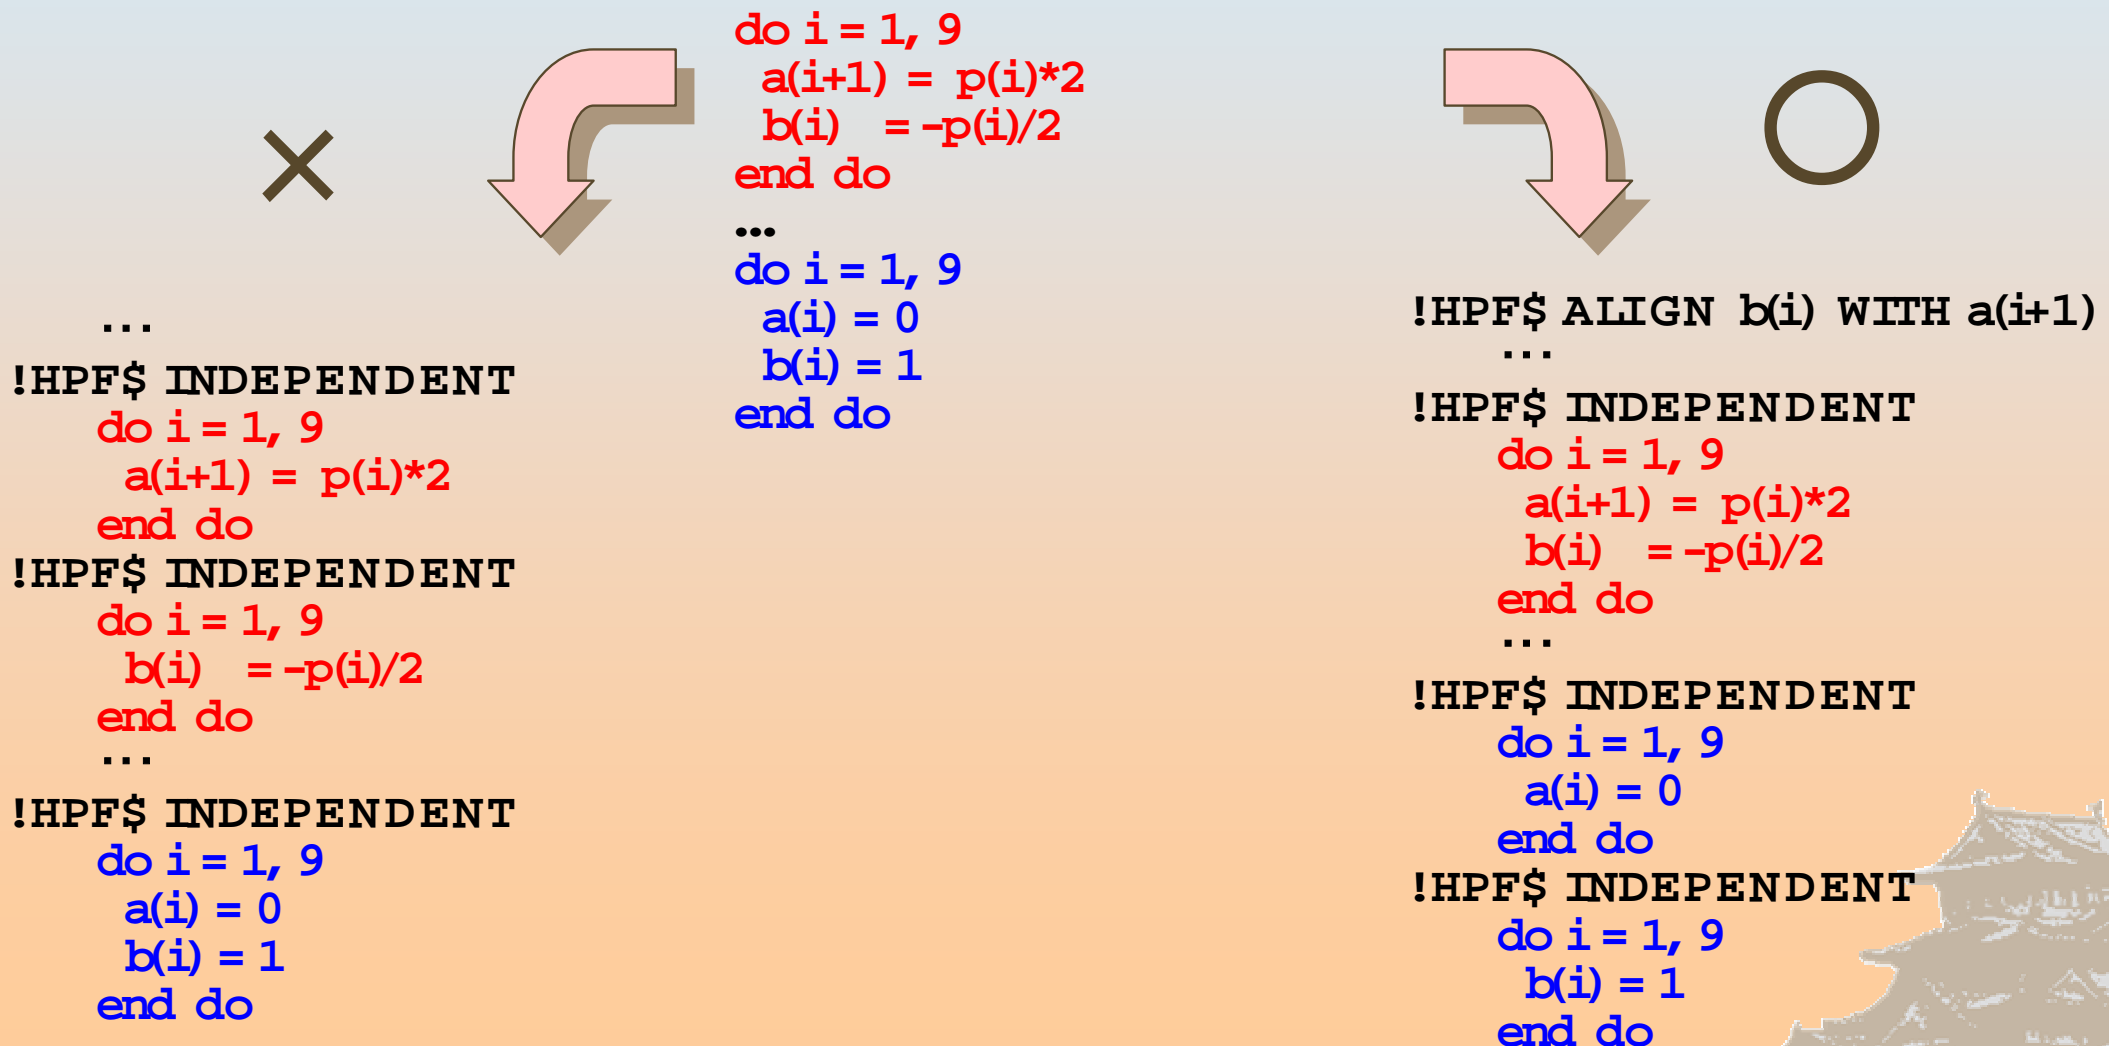 do i = 1, 9
a(i+1) = p(i)*2
b(i) = -p(i)/2
end do
...
do i = 1, 9
a(i) = 0
b(i) = 1
end do
×
...
!HPF$ INDEPENDENT
do i = 1, 9
a(i+1) = p(i)*2
end do
!HPF$ INDEPENDENT
do i = 1, 9
b(i) = -p(i)/2
end do
...
!HPF$ INDEPENDENT
do i = 1, 9
a(i) = 0
b(i) = 1
end do
○
!HPF$ ALIGN b(i) WITH a(i+1)
...
!HPF$ INDEPENDENT
do i = 1, 9
a(i+1) = p(i)*2
b(i) = -p(i)/2
end do
...
!HPF$ INDEPENDENT
do i = 1, 9
a(i) = 0
end do
!HPF$ INDEPENDENT
do i = 1, 9
b(i) = 1
end do